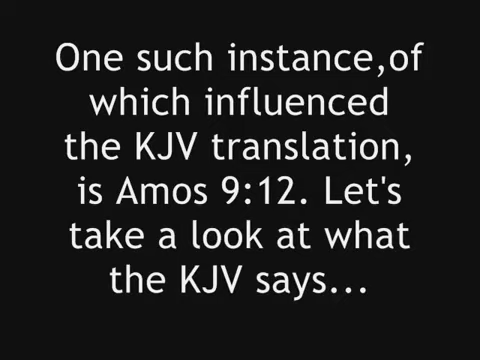 One such instance,of
which influenced
the KJV translation,
is Amos 9:12. Let's
take a look at what
the KJV says...